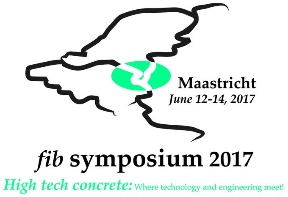 Maastricht
June 12-14, 2017
fib symposium 2017
High tech concrete: Where technology and engineering meet!